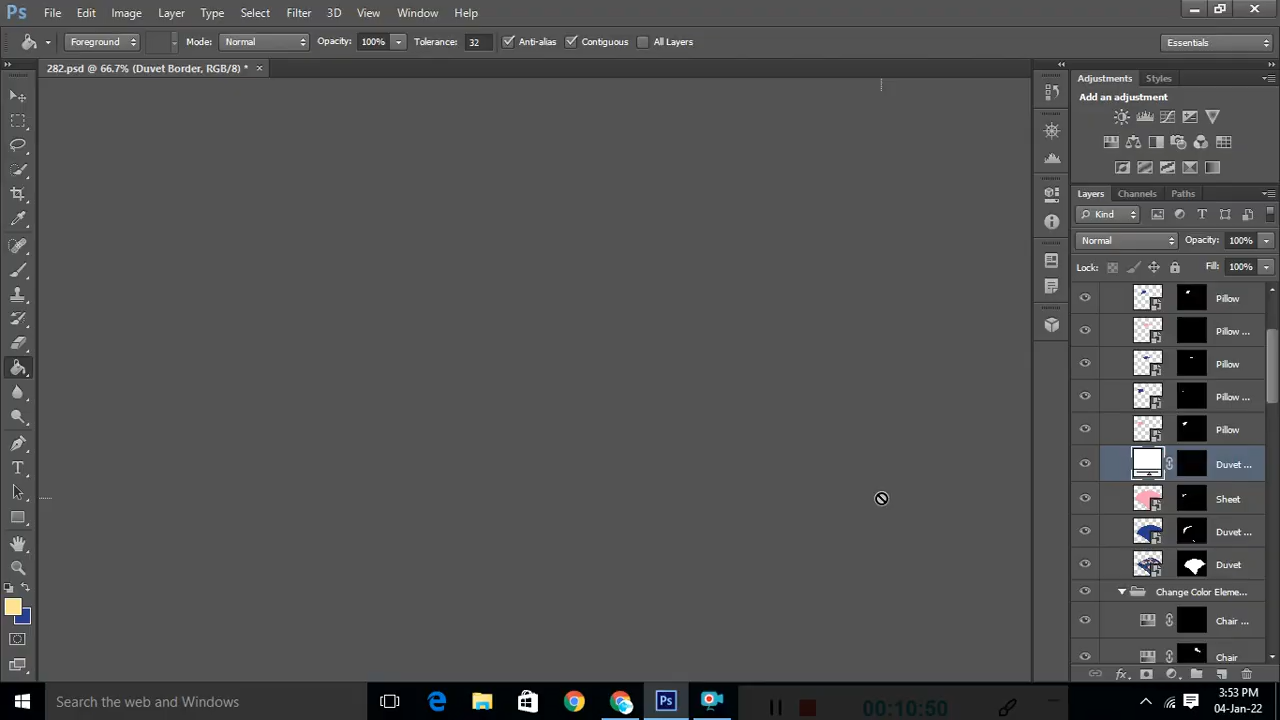 Ps File Edit Image Layer Type Select Filter 3D View Window Help
Foreground Mode: Normal Opacity: 100% Tolerance: 32 Anti-alias Contiguous All Layers Essentials
282.psd @ 66.7% (Duvet Border, RGB/8) * ×
Adjustments Styles
Add an adjustment
Layers Channels Paths
Kind
Normal Opacity: 100%
Lock: Fill: 100%
Pillow
Pillow ...
Pillow
Pillow ...
Pillow
Duvet ...
Sheet
Duvet ...
Duvet
Change Color Eleme...
Chair ...
Chair
Search the web and Windows
Ps
00:10:50
3:53 PM
04-Jan-22